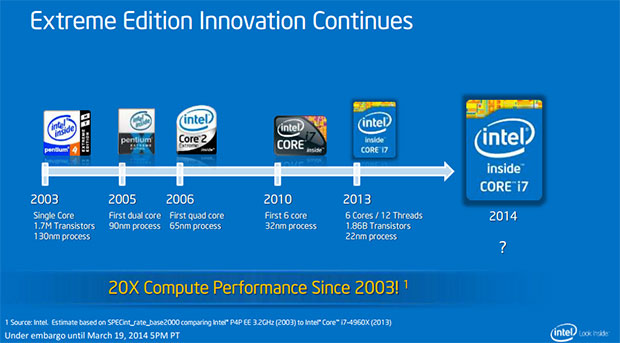 Extreme Edition Innovation Continues
intel inside
pentium 4
intel inside
pentium
intel
Core 2
Extreme
intel
CORE i7
inside
intel
inside
CORE i7
intel
inside™
CORE™ i7
2003
Single Core
1.7M Transistors
130nm process
2005
First dual core
90nm process
2006
First quad core
65nm process
2010
First 6 core
32nm process
2013
6 Cores / 12 Threads
1.86B Transistors
22nm process
2014
?
20X Compute Performance Since 2003! 1
1 Source: Intel. Estimate based on SPECint_rate_base2000 comparing Intel® P4P EE 3.2GHz (2003) to Intel® Core™ i7-4960X (2013)
Under embargo until March 19, 2014 5PM PT
intel Look Inside.